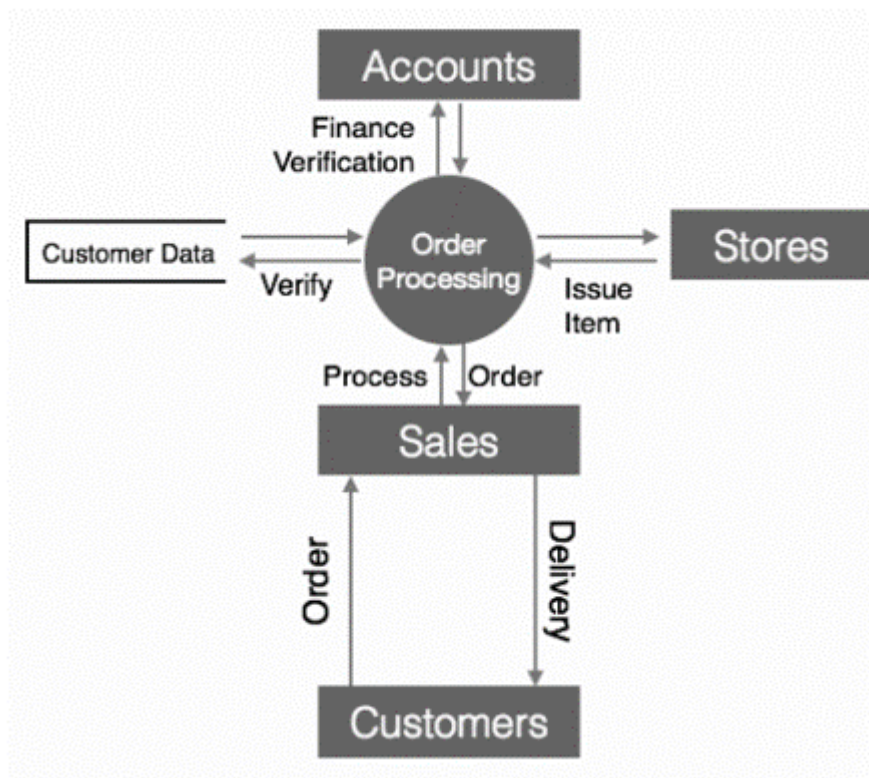 Accounts
Finance
Verification
Customer Data
Order
Processing
Stores
Verify
Issue
Item
Process
Order
Sales
Order
Delivery
Customers